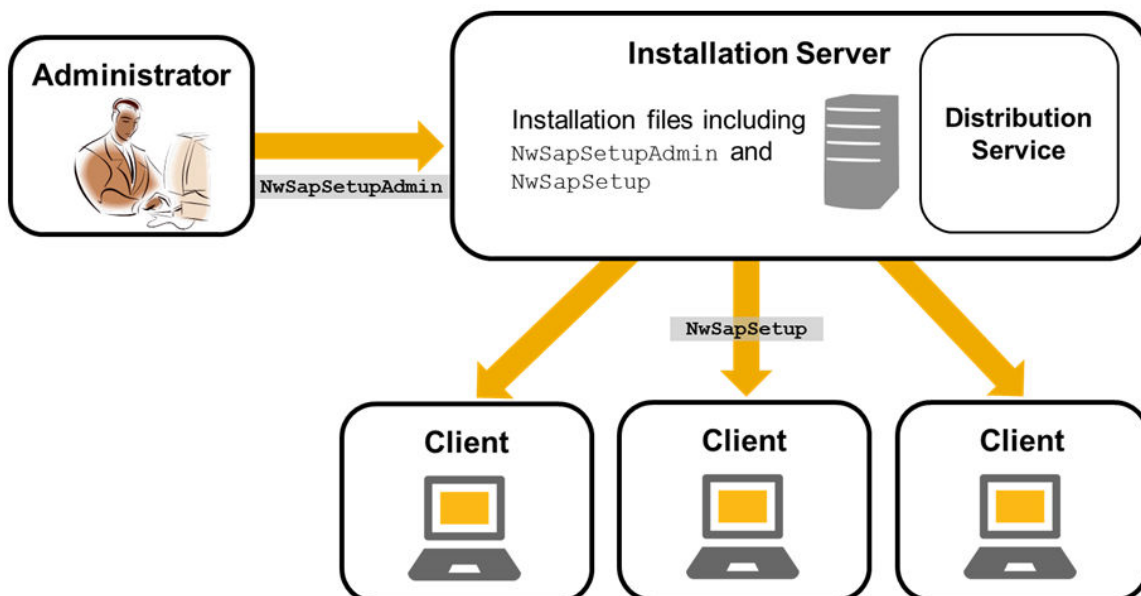 Administrator
NwSapSetupAdmin
Installation Server
Installation files including
NwSapSetupAdmin and
NwSapSetup
Distribution
Service
NwSapSetup
Client
Client
Client